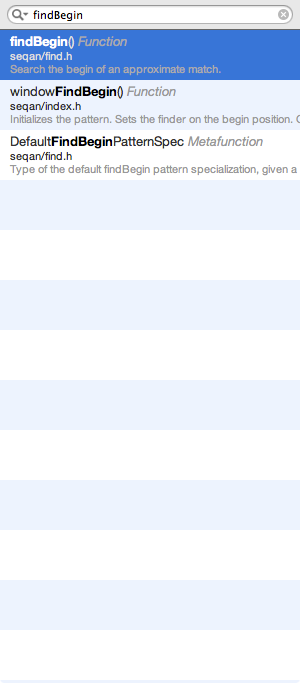 findBegin
findBegin() Function
seqan/find.h
Search the begin of an approximate match.
windowFindBegin() Function
seqan/index.h
Initializes the pattern. Sets the finder on the begin position.
DefaultFindBeginPatternSpec Metafunction
seqan/find.h
Type of the default findBegin pattern specialization, given a